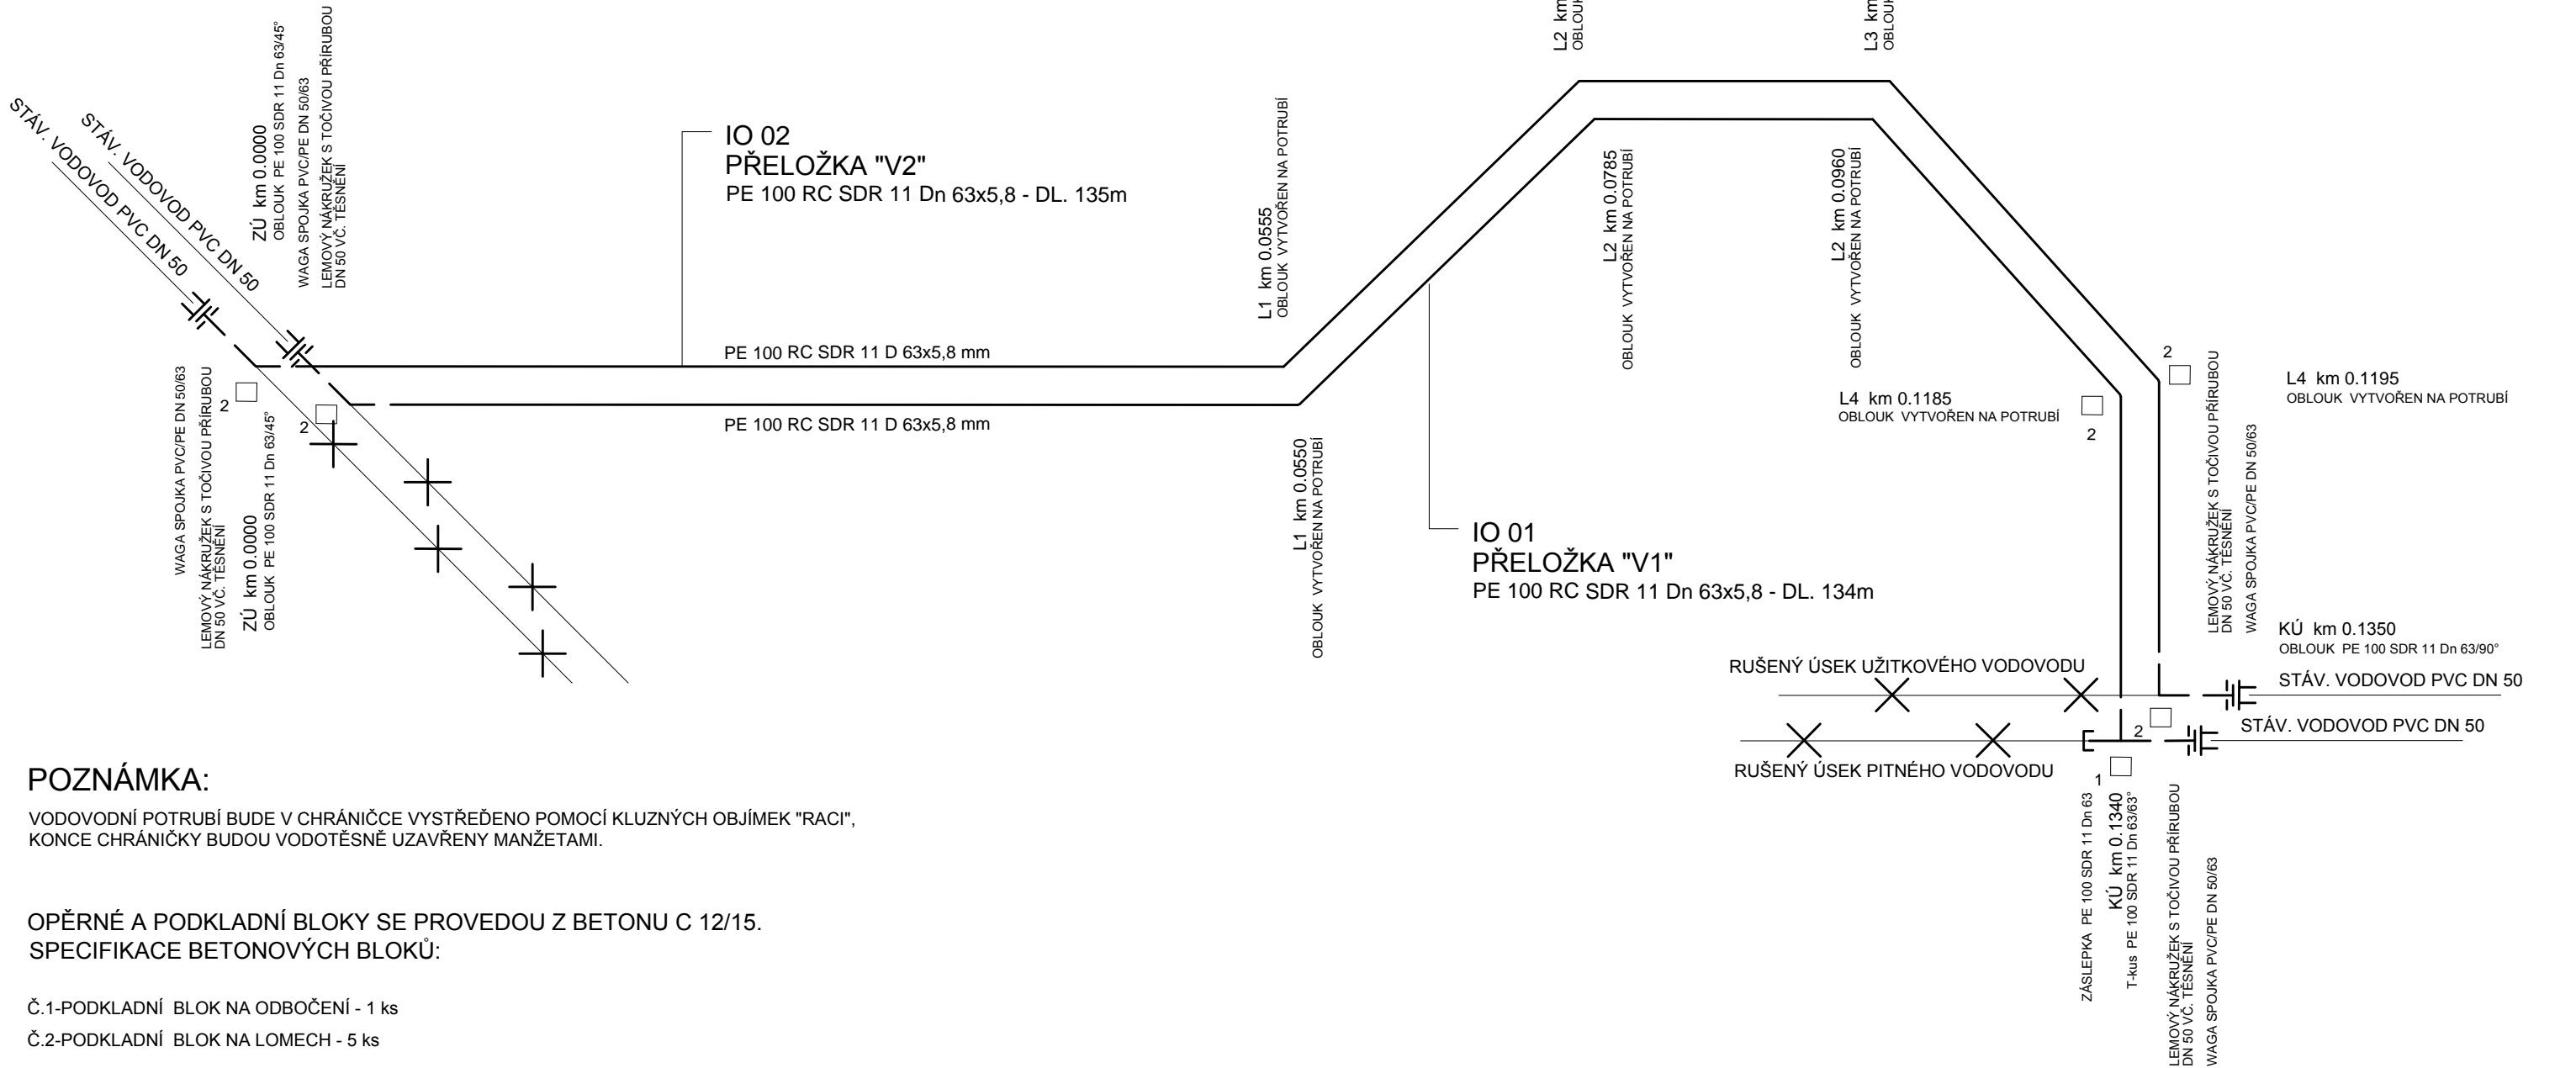 STÁV. VODOVOD PVC DN 50
STÁV. VODOVOD PVC DN 50
ZÚ km 0.0000
OBLOUK PE 100 SDR 11 Dn 63/45°
WAGA SPOJKA PVC/PE DN 50/63
LEMOVÝ NÁKRUŽEK S TOČIVOU PŘÍRUBOU
DN 50 VČ. TĚSNĚNÍ
IO 02
PŘELOŽKA "V2"
PE 100 RC SDR 11 Dn 63x5,8 - DL. 135m
L1 km 0.0555
OBLOUK VYTVOŘEN NA POTRUBÍ
L2 km
OBLOUK
L3 km
OBLOUK
L2 km 0.0785
OBLOUK VYTVOŘEN NA POTRUBÍ
L2 km 0.0960
OBLOUK VYTVOŘEN NA POTRUBÍ
PE 100 RC SDR 11 D 63x5,8 mm
PE 100 RC SDR 11 D 63x5,8 mm
WAGA SPOJKA PVC/PE DN 50/63
LEMOVÝ NÁKRUŽEK S TOČIVOU PŘÍRUBOU
DN 50 VČ. TĚSNĚNÍ
2
ZÚ km 0.0000
OBLOUK PE 100 SDR 11 Dn 63/45°
2
L1 km 0.0550
OBLOUK VYTVOŘEN NA POTRUBÍ
IO 01
PŘELOŽKA "V1"
PE 100 RC SDR 11 Dn 63x5,8 - DL. 134m
L4 km 0.1185
OBLOUK VYTVOŘEN NA POTRUBÍ
2
2
LEMOVÝ NÁKRUŽEK S TOČIVOU PŘÍRUBOU
DN 50 VČ. TĚSNĚNÍ
WAGA SPOJKA PVC/PE DN 50/63
L4 km 0.1195
OBLOUK VYTVOŘEN NA POTRUBÍ
KÚ km 0.1350
OBLOUK PE 100 SDR 11 Dn 63/90°
STÁV. VODOVOD PVC DN 50
RUŠENÝ ÚSEK UŽITKOVÉHO VODOVODU
2
STÁV. VODOVOD PVC DN 50
RUŠENÝ ÚSEK PITNÉHO VODOVODU
1
ZÁSLEPKA PE 100 SDR 11 Dn 63
KÚ km 0.1340
T-kus PE 100 SDR 11 Dn 63/63°
LEMOVÝ NÁKRUŽEK S TOČIVOU PŘÍRUBOU
DN 50 VČ. TĚSNĚNÍ
WAGA SPOJKA PVC/PE DN 50/63
POZNÁMKA:
VODOVODNÍ POTRUBÍ BUDE V CHRÁNIČCE VYSTŘEĎENO POMOCÍ KLUZNÝCH OBJÍMEK "RACI",
KONCE CHRÁNIČKY BUDOU VODOTĚSNĚ UZAVŘENY MANŽETAMI.
OPĚRNÉ A PODKLADNÍ BLOKY SE PROVEDOU Z BETONU C 12/15.
SPECIFIKACE BETONOVÝCH BLOKŮ:
Č.1-PODKLADNÍ BLOK NA ODBOČENÍ - 1 ks
Č.2-PODKLADNÍ BLOK NA LOMECH - 5 ks